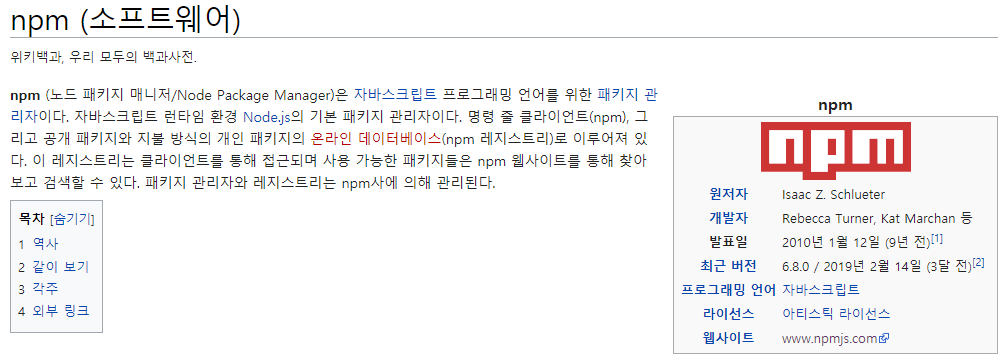 npm (소프트웨어)
위키백과, 우리 모두의 백과사전.
npm (노드 패키지 매니저/Node Package Manager)은 자바스크립트 프로그래밍 언어를 위한 패키지 관
리자이다. 자바스크립트 런타임 환경 Node.js의 기본 패키지 관리자이다. 명령 줄 클라이언트(npm), 그
리고 공개 패키지와 지불 방식의 개인 패키지의 온라인 데이터베이스(npm 레지스트리)로 이루어져 있
다. 이 레지스트리는 클라이언트를 통해 접근되며 사용 가능한 패키지들은 npm 웹사이트를 통해 찾아
보고 검색할 수 있다. 패키지 관리자와 레지스트리는 npm사에 의해 관리된다.
목차 [숨기기]
1 역사
2 같이 보기
3 각주
4 외부 링크
npm
npm
원저자 Isaac Z. Schlueter
개발자 Rebecca Turner, Kat Marchan 등
발표일 2010년 1월 12일 (9년 전)[1]
최근 버전 6.8.0 / 2019년 2월 14일 (3달 전)[2]
프로그래밍 언어 자바스크립트
라이선스 아티스틱 라이선스
웹사이트 www.npmjs.com